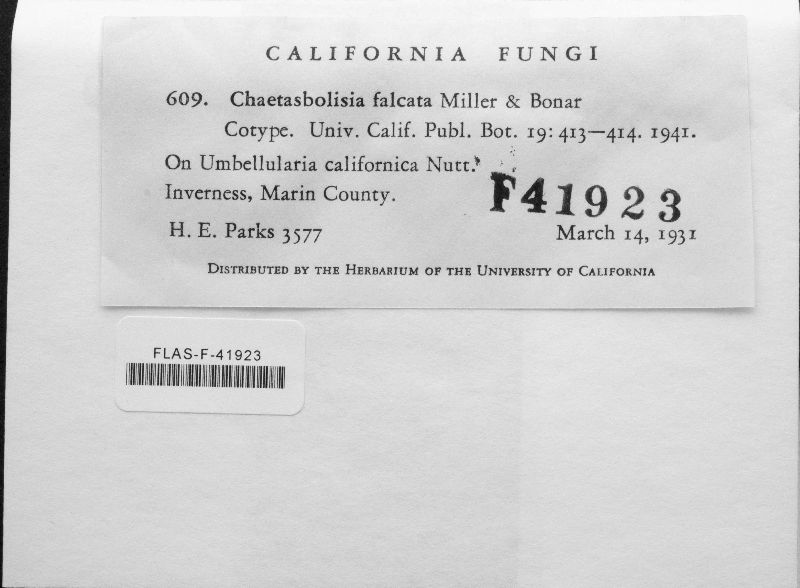 CALIFORNIA FUNGI
609. Chaetasbolisia falcata Miller & Bonar
Cotype. Univ. Calif. Publ. Bot. 19: 413—414. 1941.
On Umbellularia californica Nutt.
Inverness, Marin County.
F41923
H. E. Parks 3577 March 14, 1931
DISTRIBUTED BY THE HERBARIUM OF THE UNIVERSITY OF CALIFORNIA
FLAS-F-41923